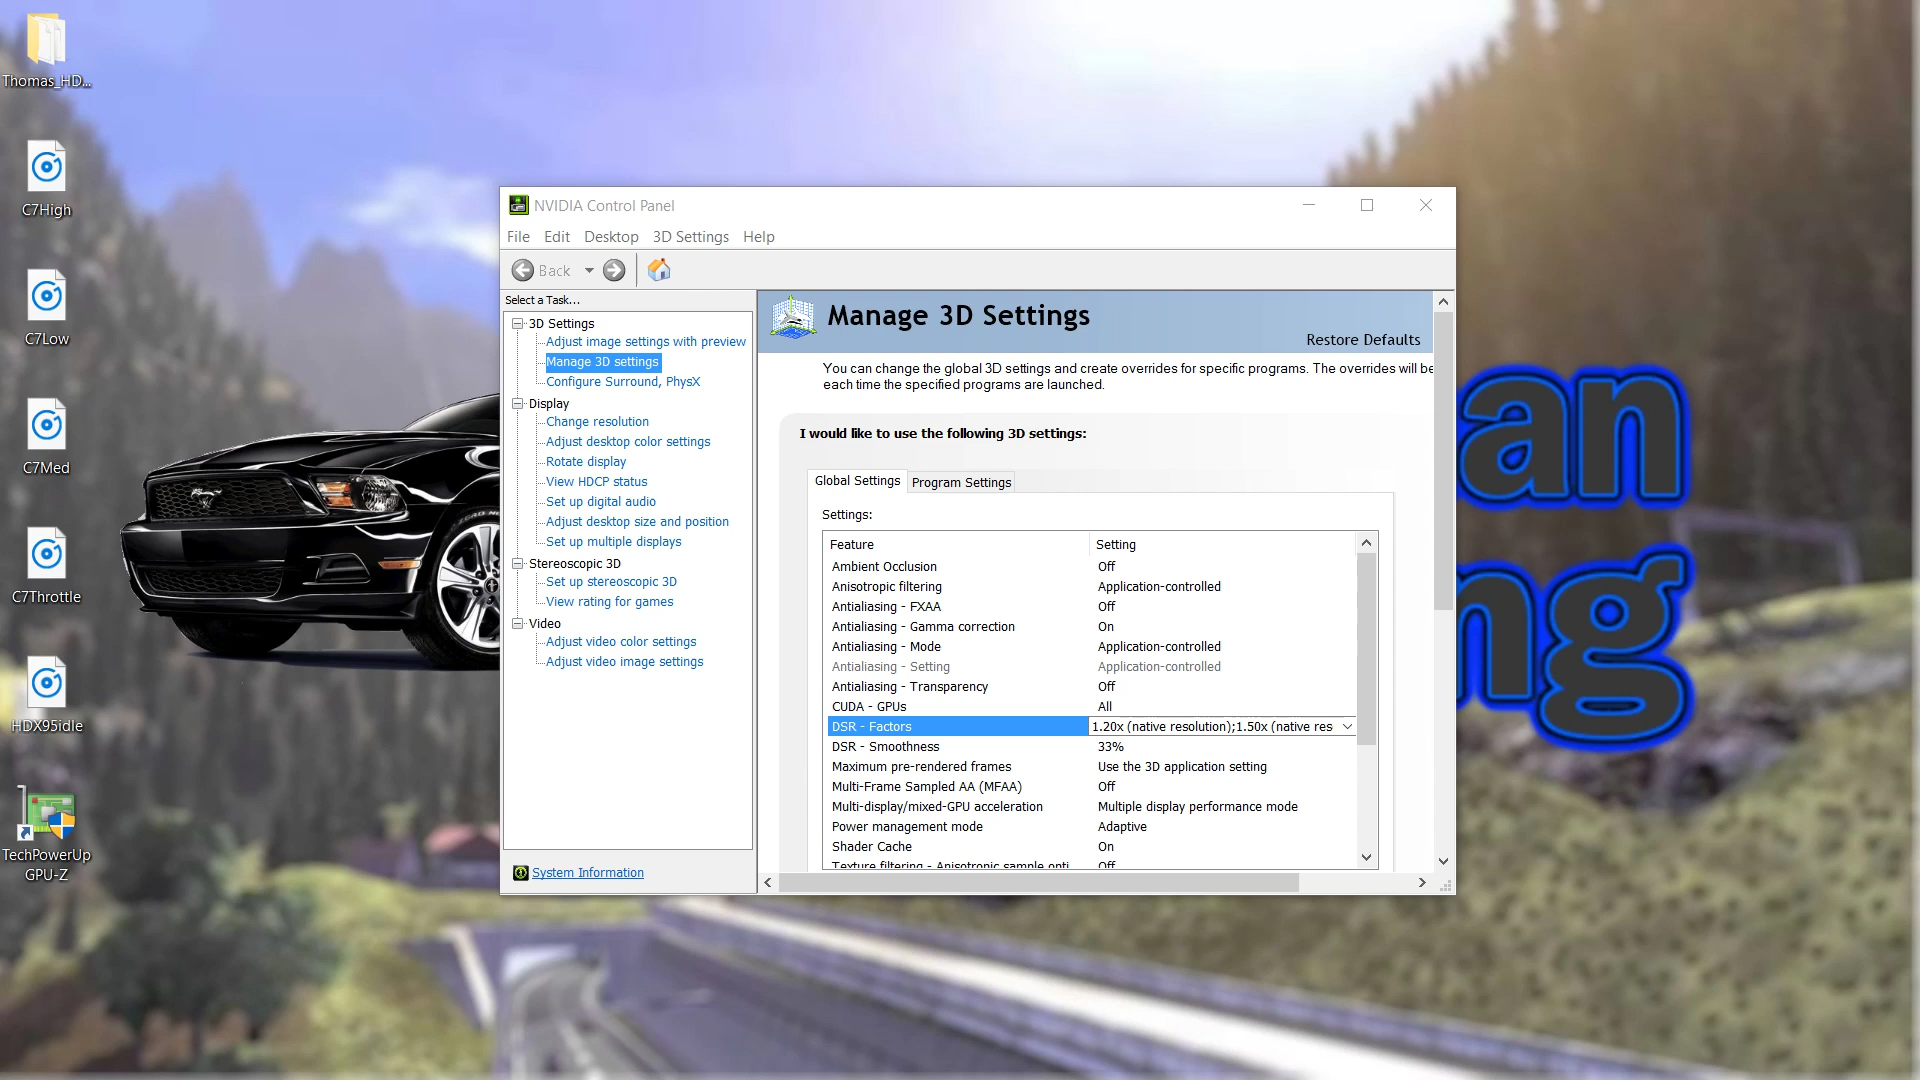 Thomas_HD...
C7High
C7Low
C7Med
C7Throttle
HDX95idle
TechPowerUp
GPU-Z
NVIDIA Control Panel
File Edit Desktop 3D Settings Help
Back
Select a Task...
3D Settings
Adjust image settings with preview
Manage 3D settings
Configure Surround, PhysX
Display
Change resolution
Adjust desktop color settings
Rotate display
View HDCP status
Set up digital audio
Adjust desktop size and position
Set up multiple displays
Stereoscopic 3D
Set up stereoscopic 3D
View rating for games
Video
Adjust video color settings
Adjust video image settings
System Information
Manage 3D Settings
Restore Defaults
You can change the global 3D settings and create overrides for specific programs. The overrides will be
each time the specified programs are launched.
I would like to use the following 3D settings:
Global Settings Program Settings
Settings:
Feature Setting
Ambient Occlusion Off
Anisotropic filtering Application-controlled
Antialiasing - FXAA Off
Antialiasing - Gamma correction On
Antialiasing - Mode Application-controlled
Antialiasing - Setting Application-controlled
Antialiasing - Transparency Off
CUDA - GPUs All
DSR - Factors 1.20x (native resolution);1.50x (native res
DSR - Smoothness 33%
Maximum pre-rendered frames Use the 3D application setting
Multi-Frame Sampled AA (MFAA) Off
Multi-display/mixed-GPU acceleration Multiple display performance mode
Power management mode Adaptive
Shader Cache On
Texture filtering - Anisotropic sample opti Off
an
ng